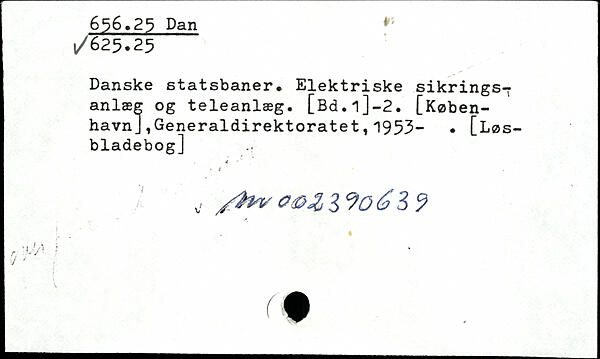 656.25 Dan
✓625.25
Danske statsbaner. Elektriske sikrings-
anlæg og teleanlæg. [Bd.1]-2. [Køben-
havn],Generaldirektoratet,1953-  . [Løs-
bladebog]
002390639